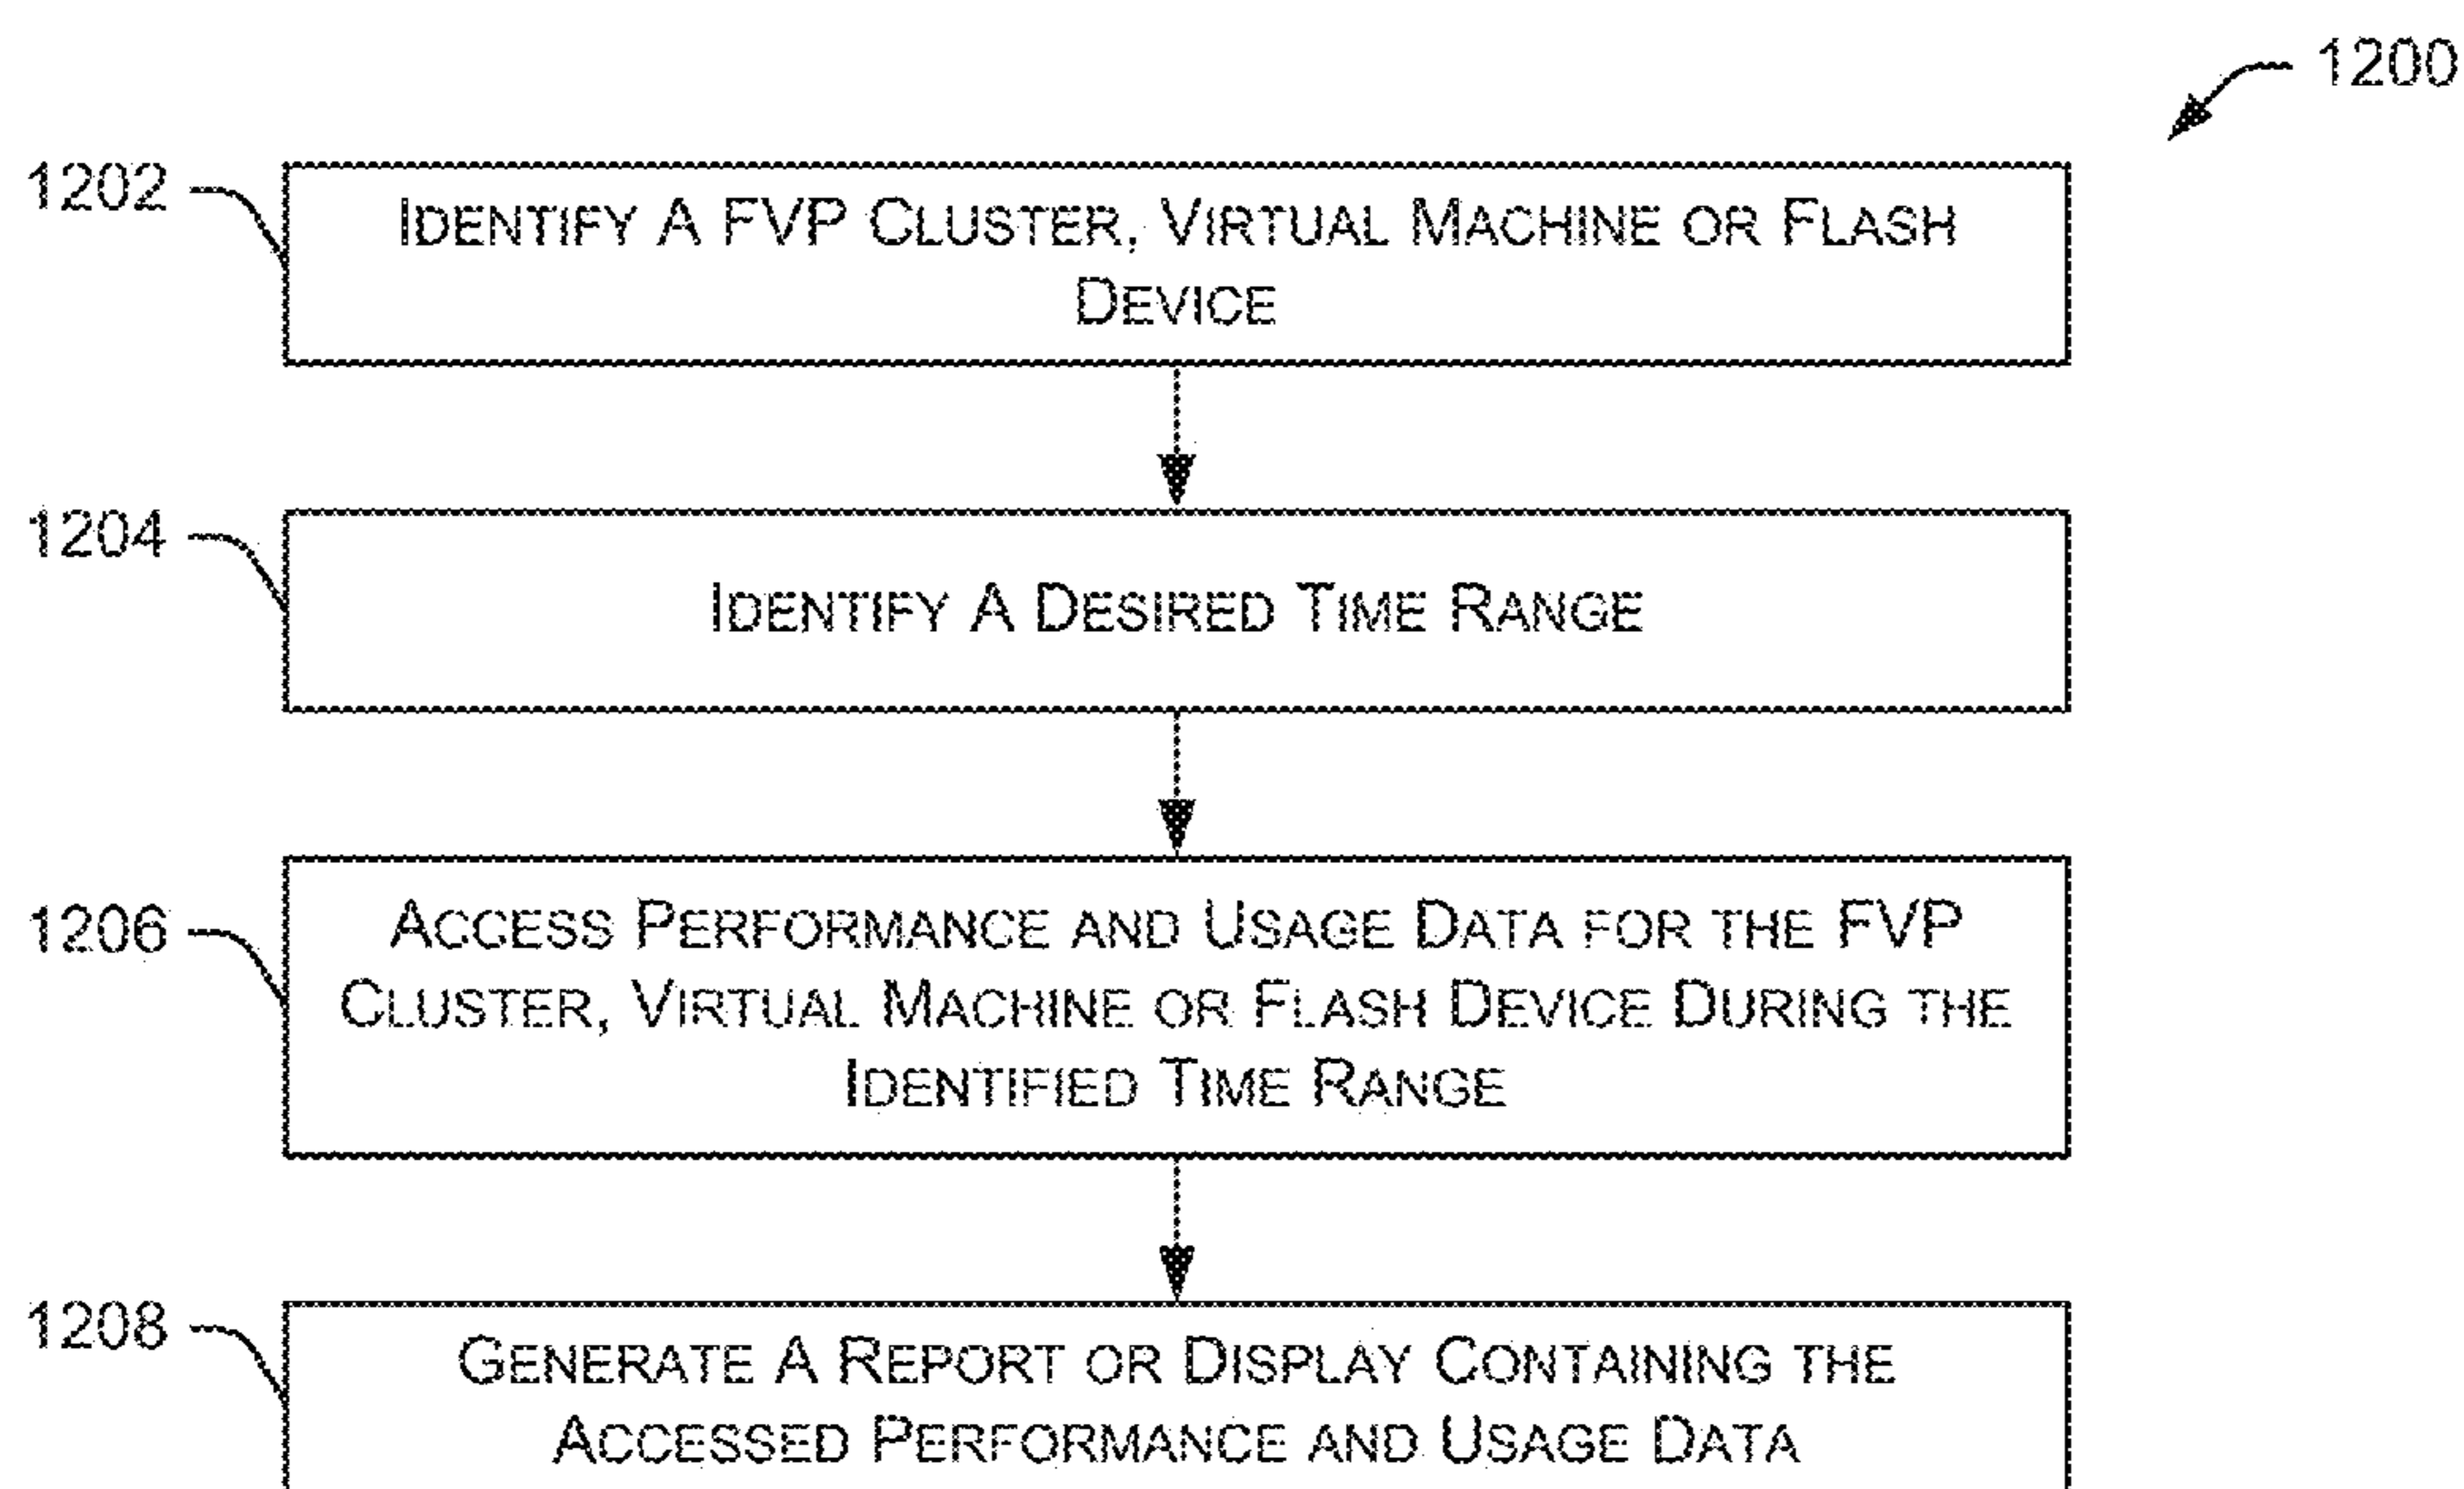 1200
1202
IDENTIFY A FVP CLUSTER, VIRTUAL MACHINE OR FLASH
DEVICE
1204
IDENTIFY A DESIRED TIME RANGE
1206
ACCESS PERFORMANCE AND USAGE DATA FOR THE FVP
CLUSTER, VIRTUAL MACHINE OR FLASH DEVICE DURING THE
IDENTIFIED TIME RANGE
1208
GENERATE A REPORT OR DISPLAY CONTAINING THE
ACCESSED PERFORMANCE AND USAGE DATA